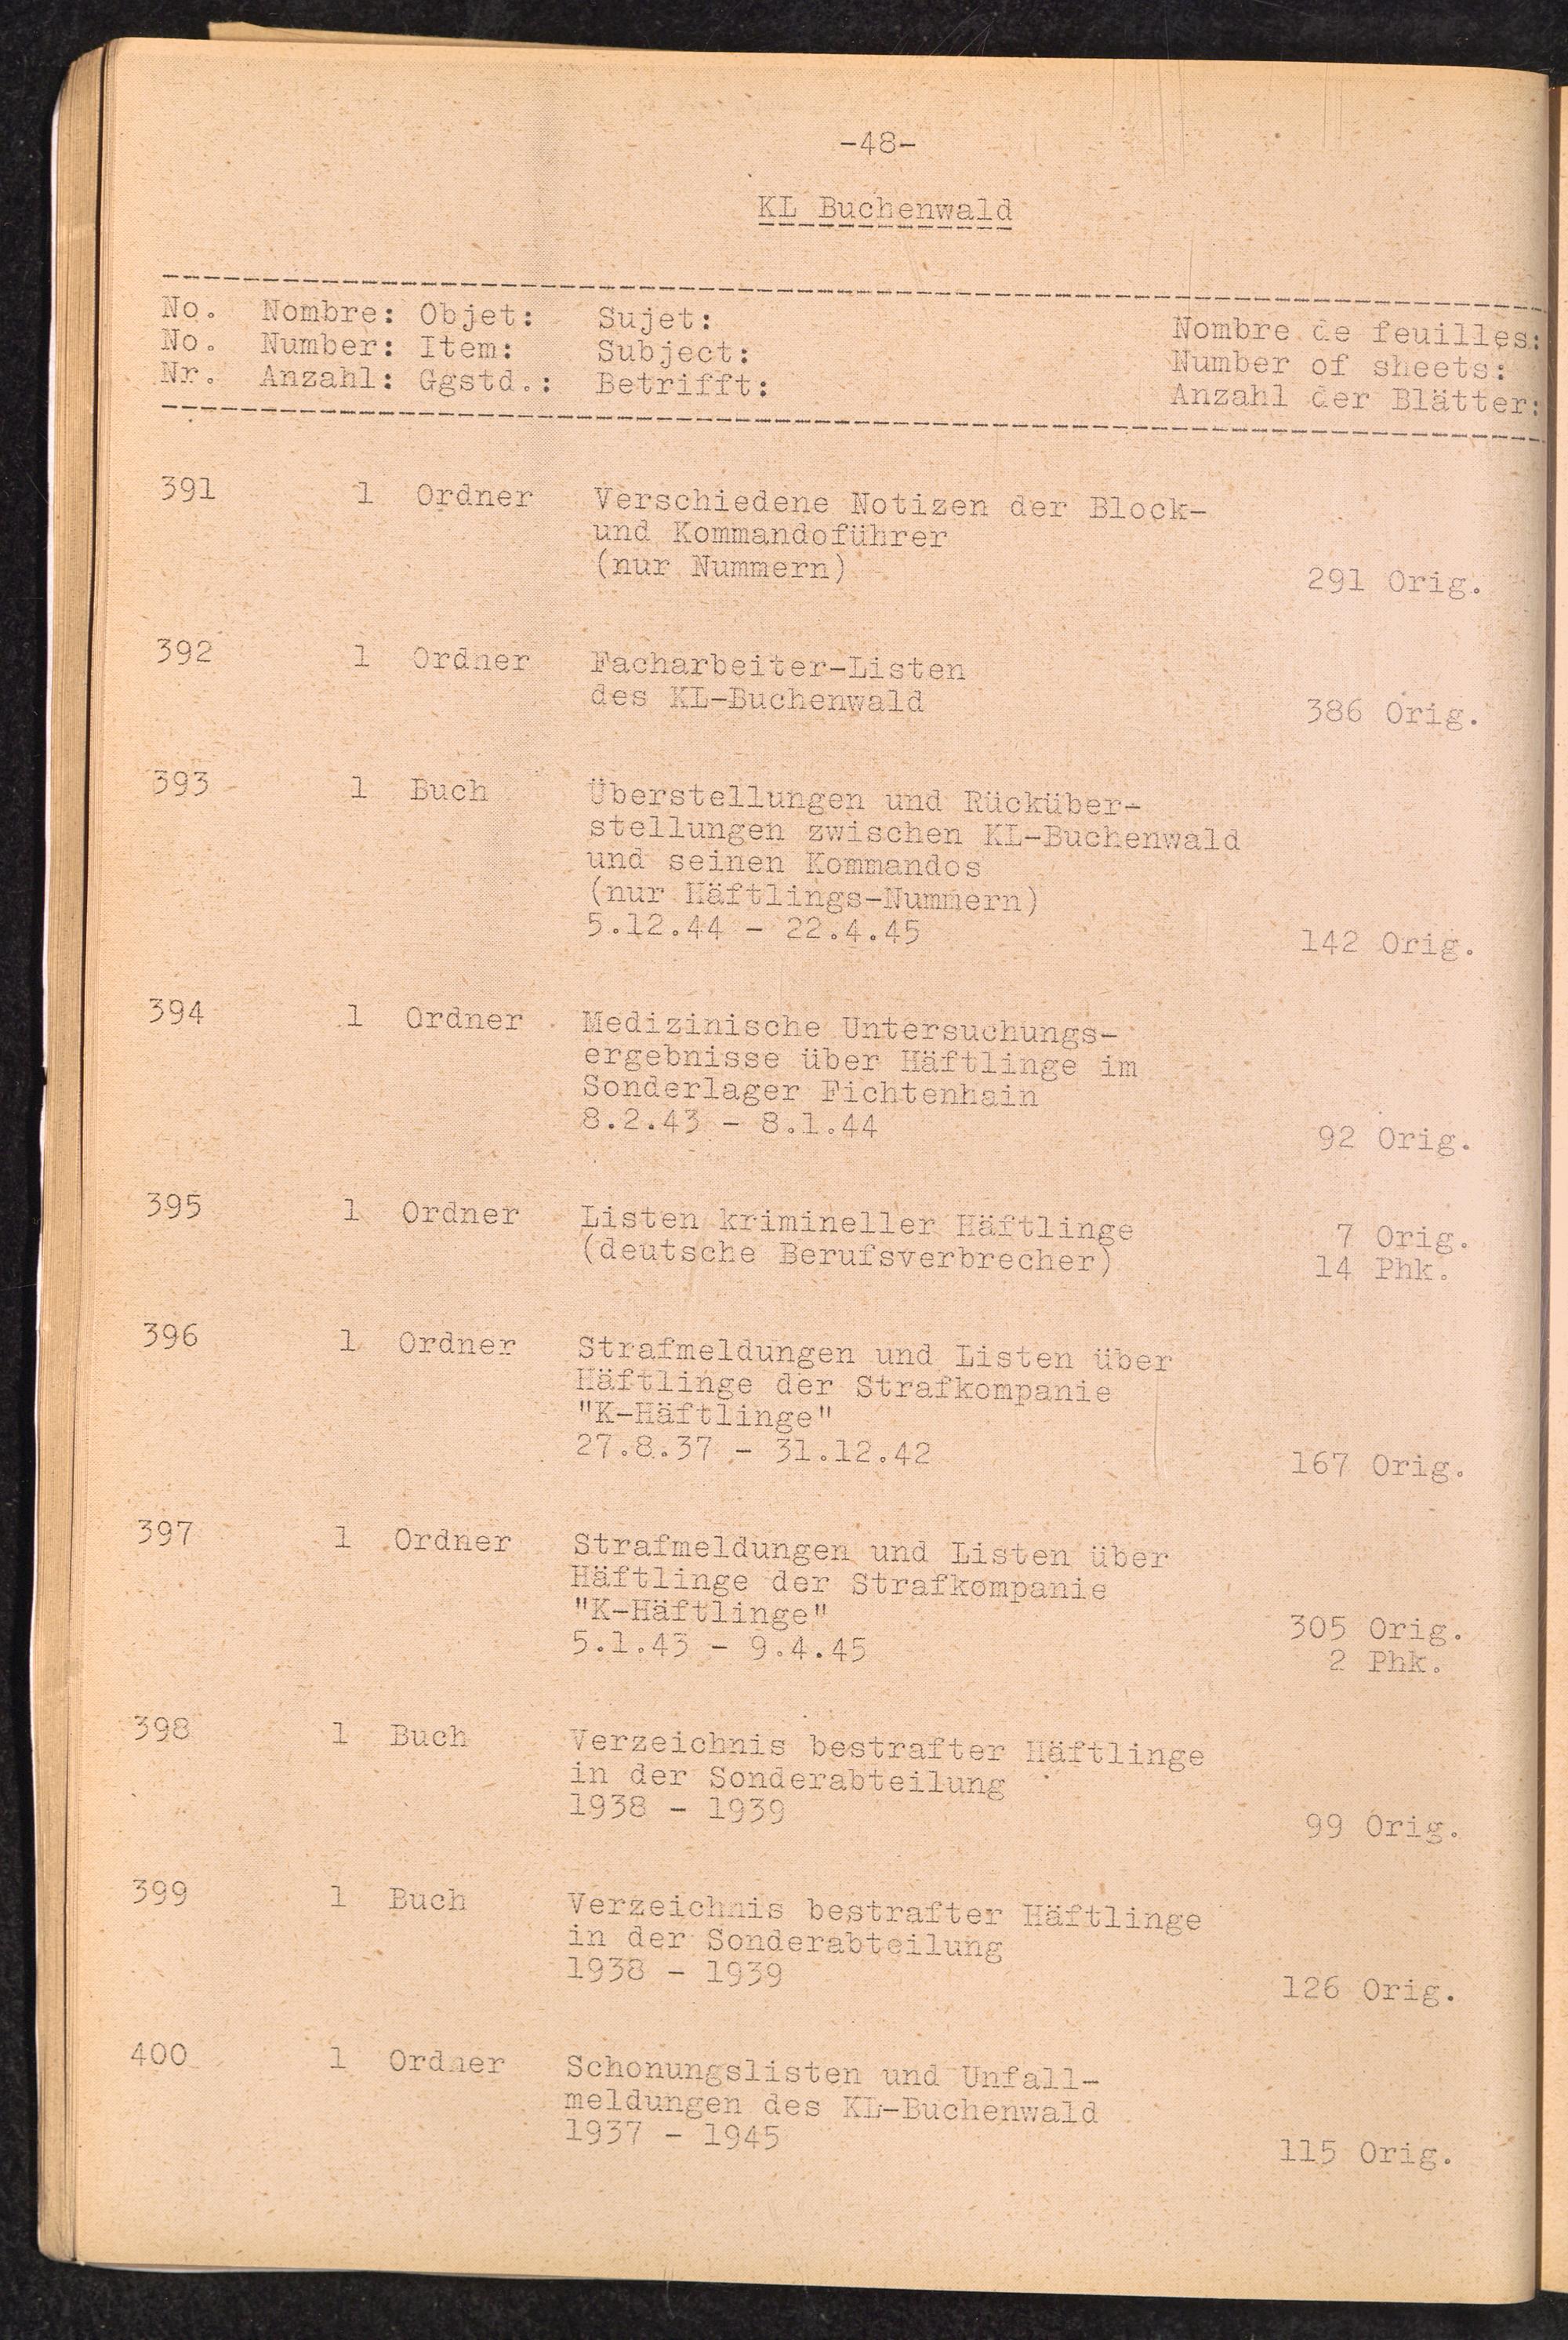 -48-
KL Buchenwald
No. Nombre: Objet: Sujet: Nombre de feuilles:
No. Number: Item: Subject: Number of sheets:
Nr. Anzahl: Ggstd.: Betrifft: Anzahl der Blätter:
391 1 Ordner Verschiedene Notizen der Block-
und Kommandoführer
(nur Nummern) 291 Orig.
392 1 Ordner Facharbeiter-Listen
des KL-Buchenwald 386 Orig.
393 1 Buch Überstellungen und Rücküber-
stellungen zwischen KL-Buchenwald
und seinen Kommandos
(nur Häftlings-Nummern)
5.12.44 - 22.4.45 142 Orig.
394 1 Ordner Medizinische Untersuchungs-
ergebnisse über Häftlinge im
Sonderlager Fichtenhain
8.2.43 - 8.1.44 92 Orig.
395 1 Ordner Listen krimineller Häftlinge 7 Orig.
(deutsche Berufsverbrecher) 14 Phk.
396 1 Ordner Strafmeldungen und Listen über
Häftlinge der Strafkompanie
"K-Häftlinge"
27.8.37 - 31.12.42 167 Orig.
397 1 Ordner Strafmeldungen und Listen über
Häftlinge der Strafkompanie
"K-Häftlinge" 305 Orig.
5.1.43 - 9.4.45 2 Phk.
398 1 Buch Verzeichnis bestrafter Häftlinge
in der Sonderabteilung
1938 - 1939 99 Orig.
399 1 Buch Verzeichnis bestrafter Häftlinge
in der Sonderabteilung
1938 - 1939 126 Orig.
400 1 Ordner Schonungslisten und Unfall-
meldungen des KL-Buchenwald
1937 - 1945 115 Orig.